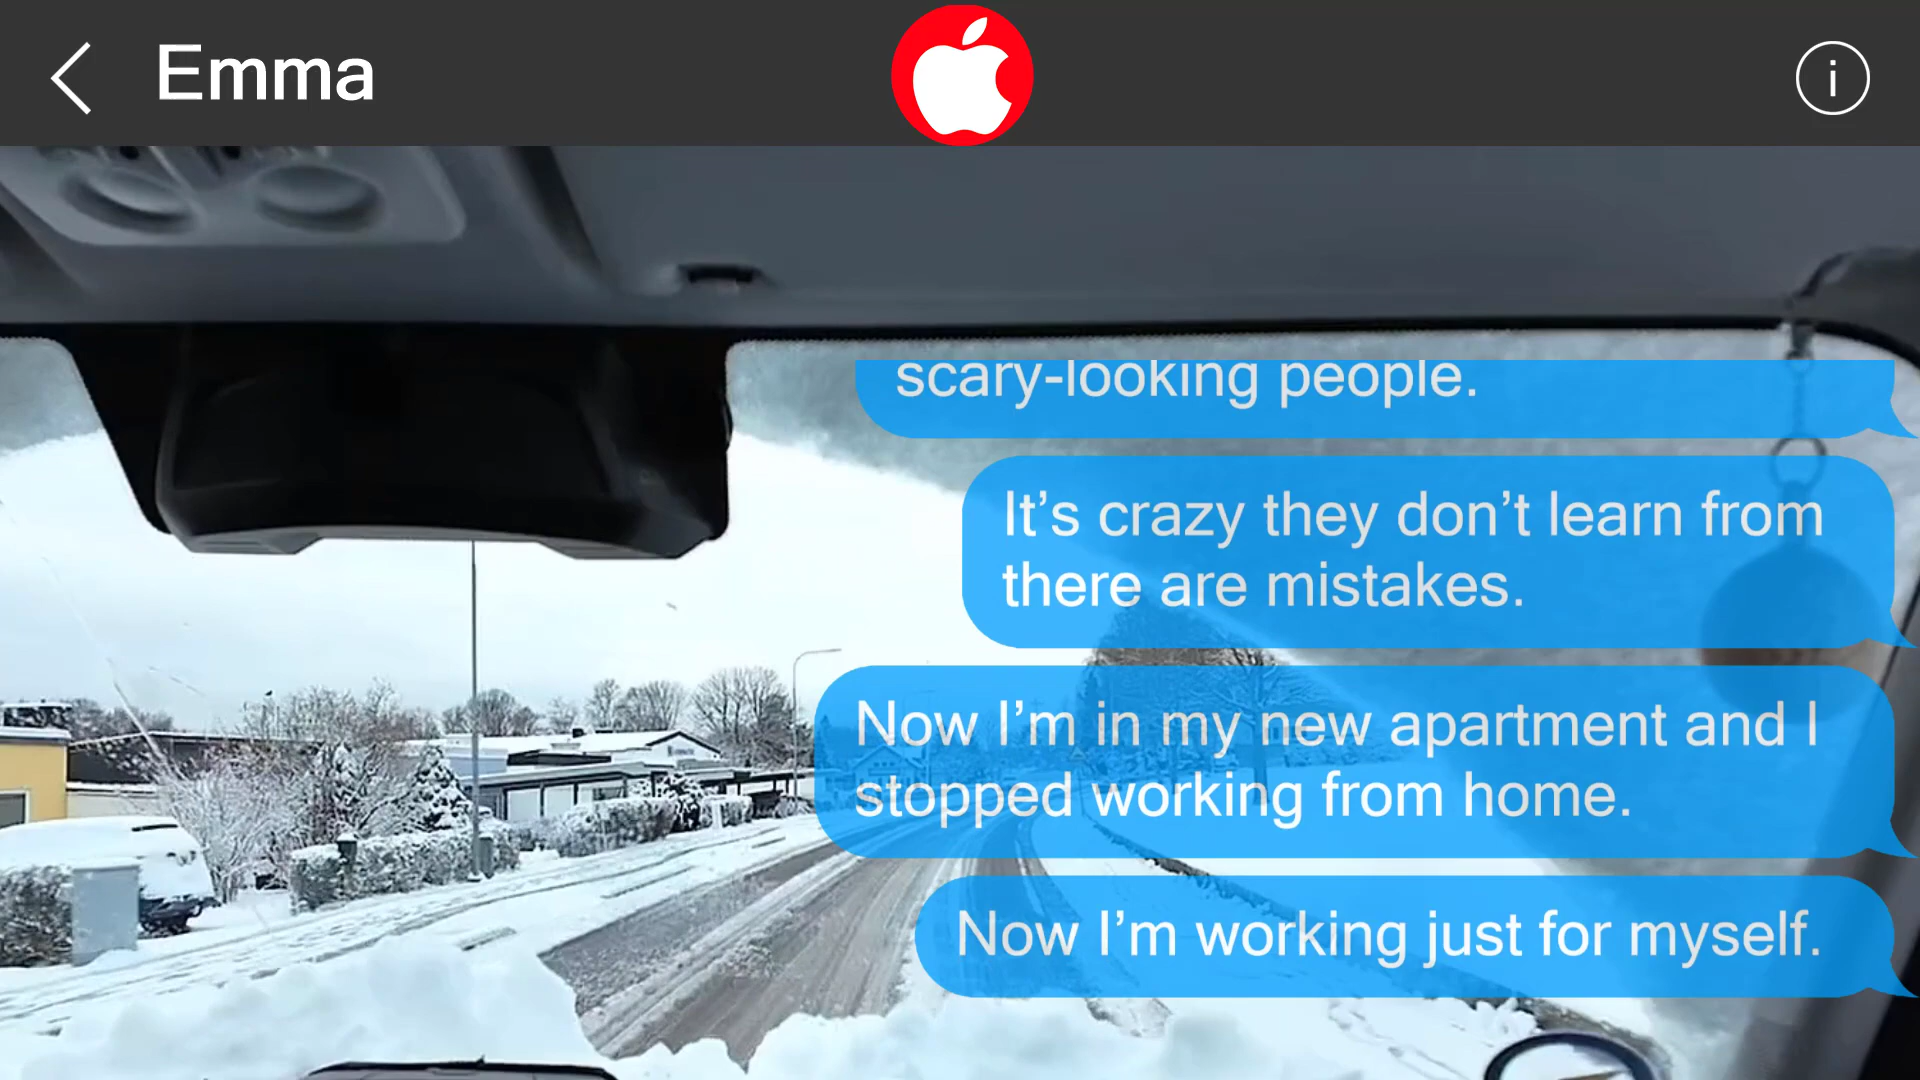 Emma
scary-looking people.
It’s crazy they don’t learn from
there are mistakes.
Now I’m in my new apartment and I
stopped working from home.
Now I’m working just for myself.